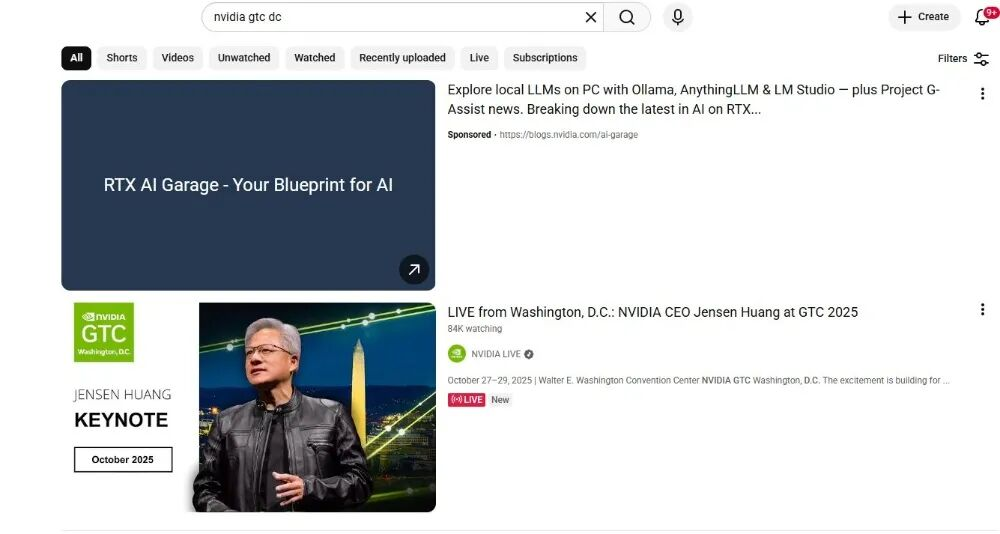 nvidia gtc dc
Create
9+
All
Shorts
Videos
Unwatched
Watched
Recently uploaded
Live
Subscriptions
Filters
RTX AI Garage - Your Blueprint for AI
Explore local LLMs on PC with Ollama, AnythingLLM & LM Studio — plus Project G-
Assist news. Breaking down the latest in AI on RTX...
Sponsored · https://blogs.nvidia.com/ai-garage
NVIDIA
GTC
Washington, D.C.
JENSEN HUANG
KEYNOTE
October 2025
LIVE from Washington, D.C.: NVIDIA CEO Jensen Huang at GTC 2025
84K watching
NVIDIA LIVE
October 27–29, 2025 | Walter E. Washington Convention Center NVIDIA GTC Washington, D.C. The excitement is building for ...
LIVE
New